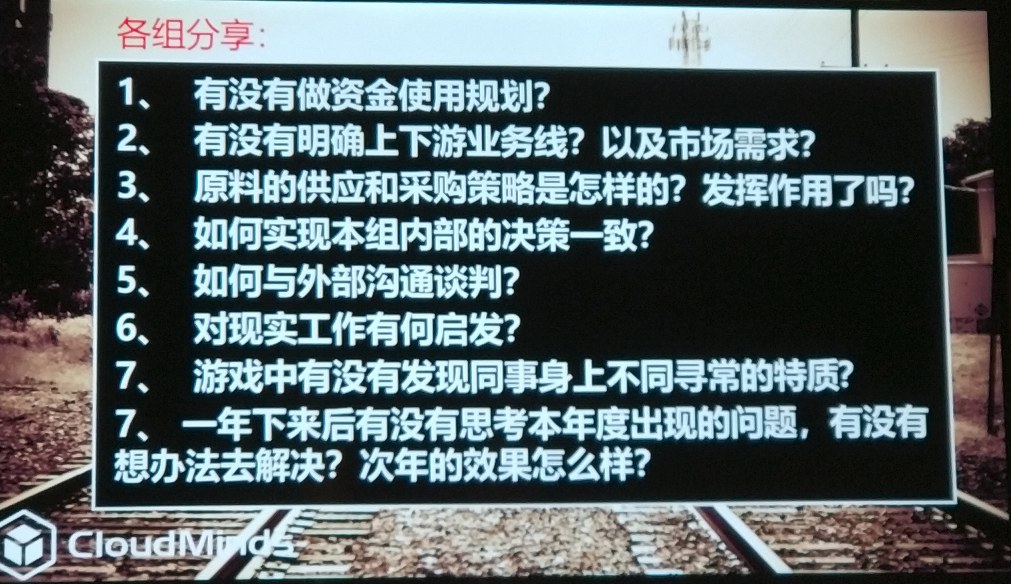 各组分享:
1、 有没有做资金使用规划?
2、 有没有明确上下游业务线？以及市场需求?
3、 原料的供应和采购策略是怎样的？发挥作用了吗?
4、 如何实现本组内部的决策一致?
5、 如何与外部沟通谈判?
6、 对现实工作有何启发?
7、 游戏中有没有发现同事身上不同寻常的特质?
7、 一年下来后有没有思考本年度出现的问题，有没有
想办法去解决？次年的效果怎么样?
CloudMinds